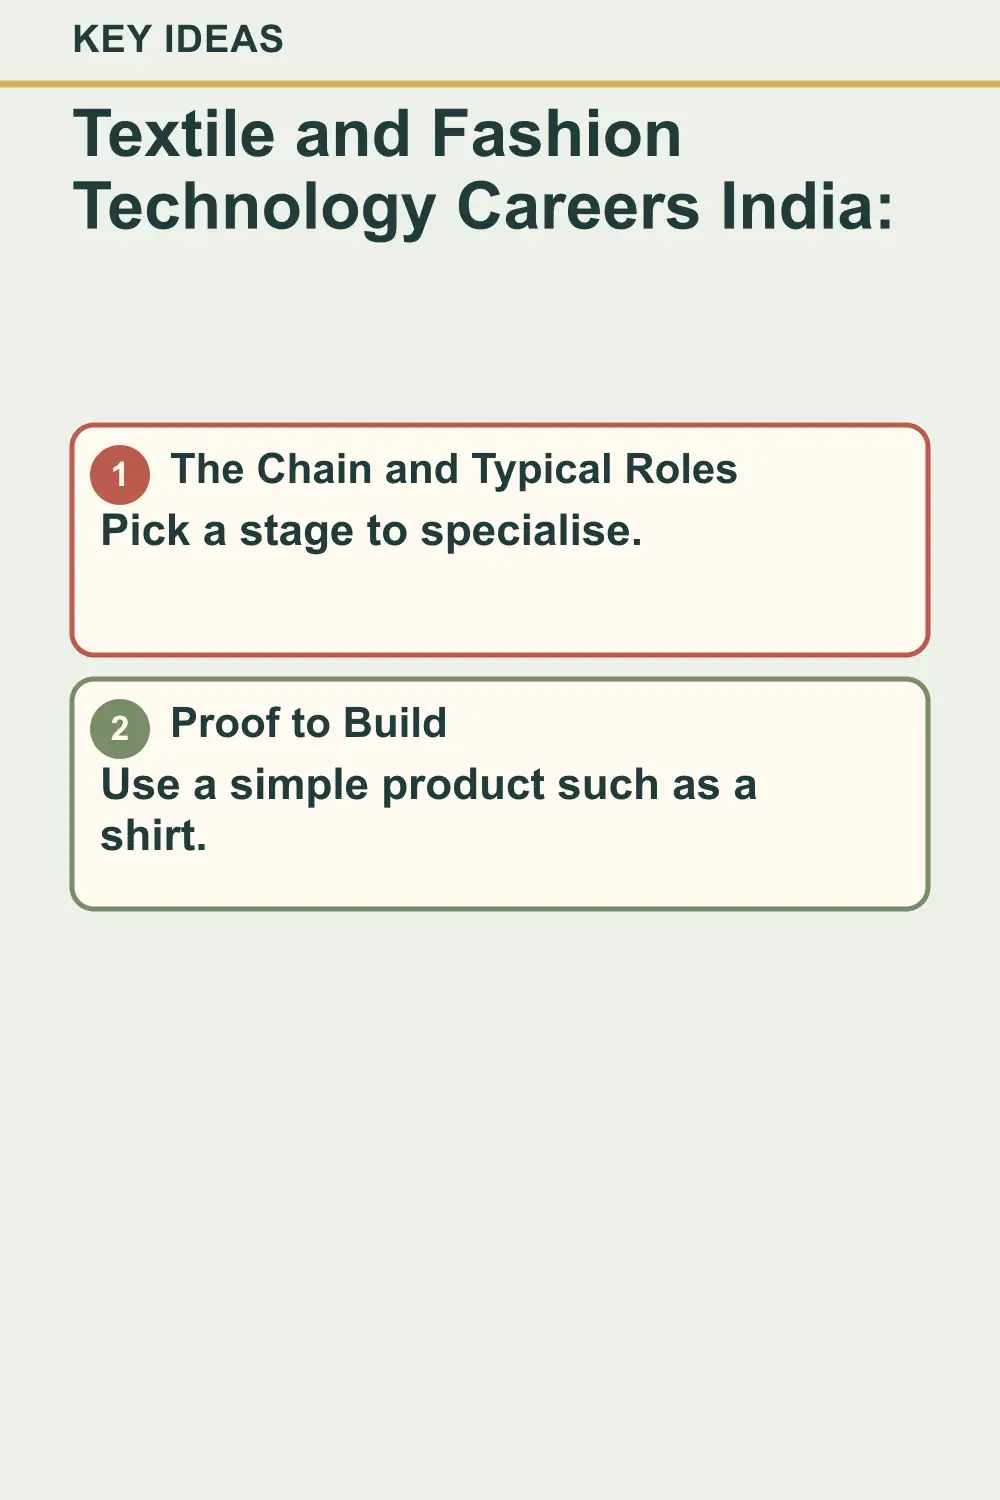 KEY IDEAS
Textile and Fashion
Technology Careers India:
1 The Chain and Typical Roles
Pick a stage to specialise.
2 Proof to Build
Use a simple product such as a
shirt.